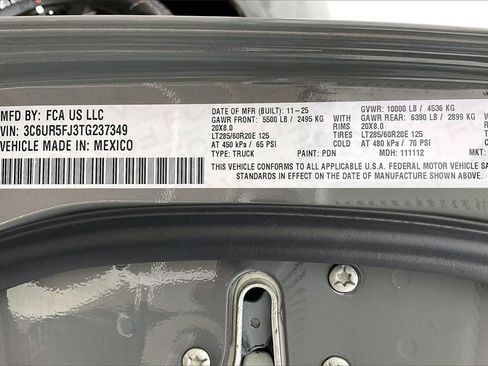 MFD BY: FCA US LLC
VIN: 3C6UR5FJ3TG237349
VEHICLE MADE IN: MEXICO
DATE OF MFR (BUILT): 11-25
GAWR FRONT: 5500 LB / 2495 KG
20X8.0
LT285/60R20E 125
AT 450 kPa / 65 PSI
TYPE: TRUCK
GVWR: 10000 LB / 4536 KG
GAWR REAR: 6390 LB / 2899 KG
RIMS: 20X8.0
TIRES: LT285/60R20E 125
COLD AT 480 kPa / 70 PSI
PAINT: PDN MDH: 111112 MKT:
THIS VEHICLE CONFORMS TO ALL APPLICABLE U.S.A. FEDERAL MOTOR VEHICLE SA
STANDARDS IN EFFECT ON THE DATE OF MANUFACTURE SHOWN ABOVE.